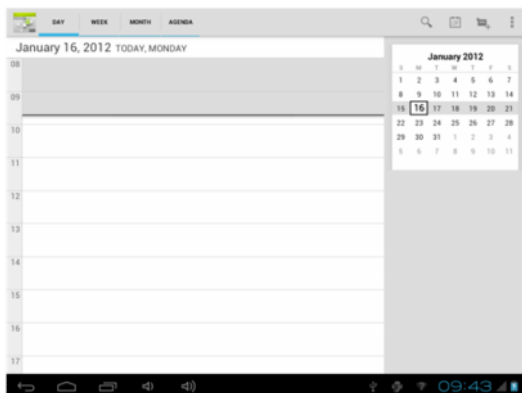 DAY WEEK MONTH AGENDA
January 16, 2012 TODAY, MONDAY
08
09
10
11
12
13
14
15
16
17
January 2012
S M T W T F S
1 2 3 4 5 6 7
8 9 10 11 12 13 14
15 16 17 18 19 20 21
22 23 24 25 26 27 28
29 30 31 1 2 3 4
5 6 7 8 9 10 11
09:43